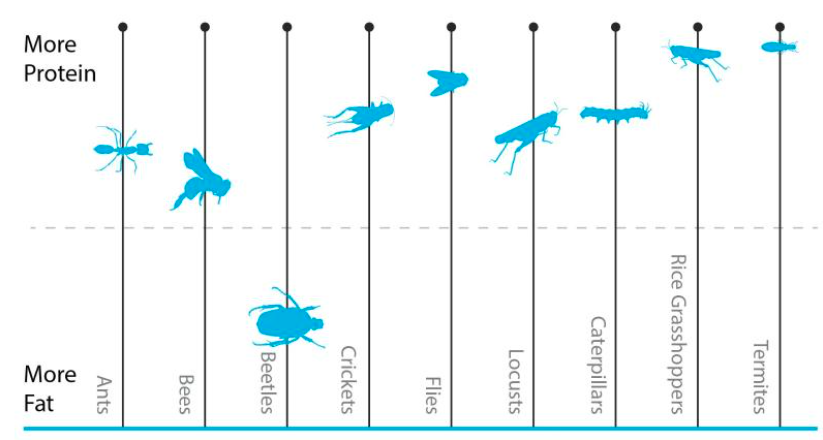 More
Protein
More
Fat
Ants
Bees
Beetles
Crickets
Flies
Locusts
Caterpillars
Rice Grasshoppers
Termites